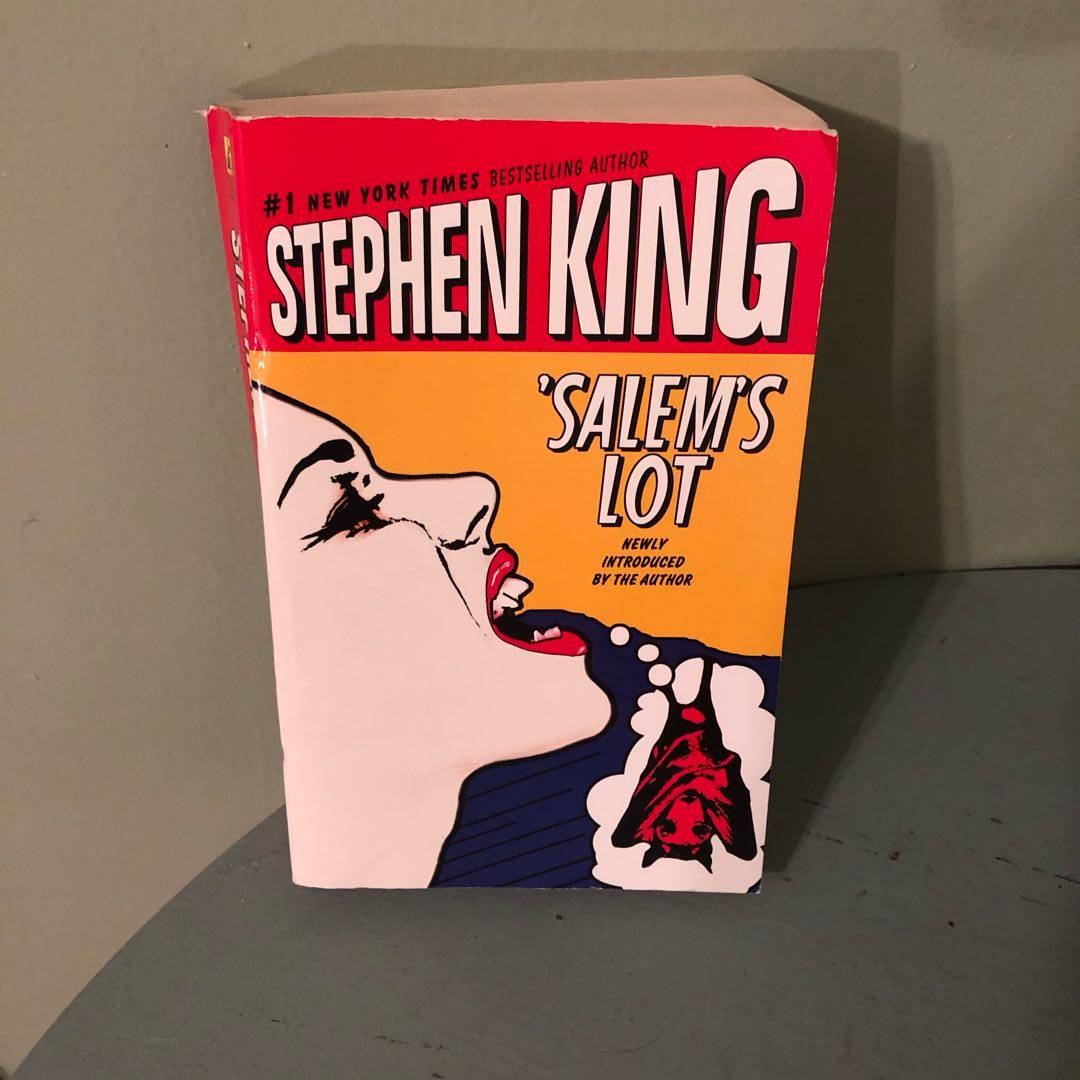 #1 NEW YORK TIMES BESTSELLING AUTHOR
STEPHEN KING
'SALEM'S
LOT
NEWLY
INTRODUCED
BY THE AUTHOR